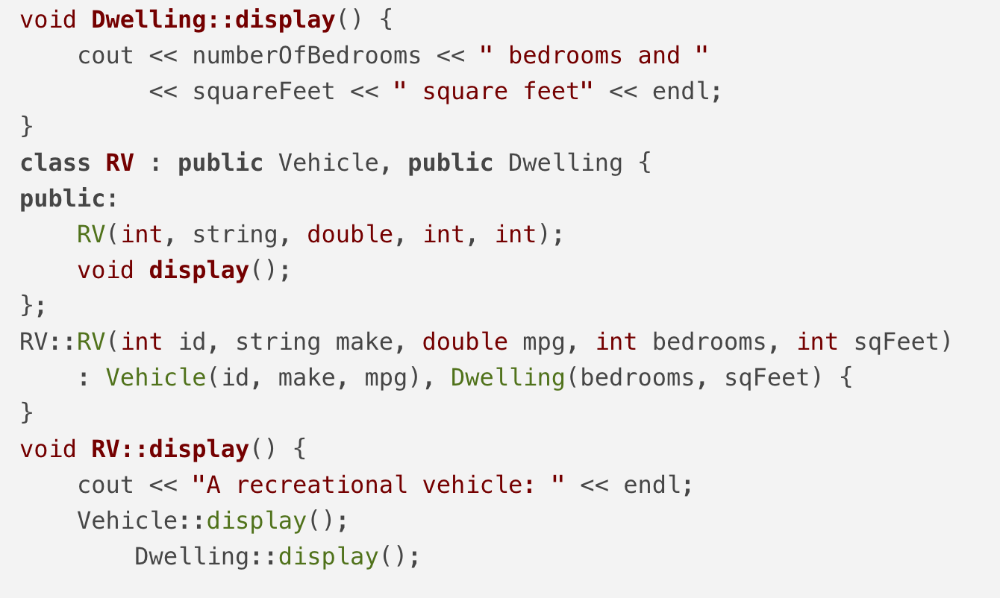 void Dwelling::display() {
    cout << numberOfBedrooms << " bedrooms and "
         << squareFeet << " square feet" << endl;
}
class RV : public Vehicle, public Dwelling {
public:
    RV(int, string, double, int, int);
    void display();
};
RV::RV(int id, string make, double mpg, int bedrooms, int sqFeet)
    : Vehicle(id, make, mpg), Dwelling(bedrooms, sqFeet) {
}
void RV::display() {
    cout << "A recreational vehicle: " << endl;
    Vehicle::display();
        Dwelling::display();